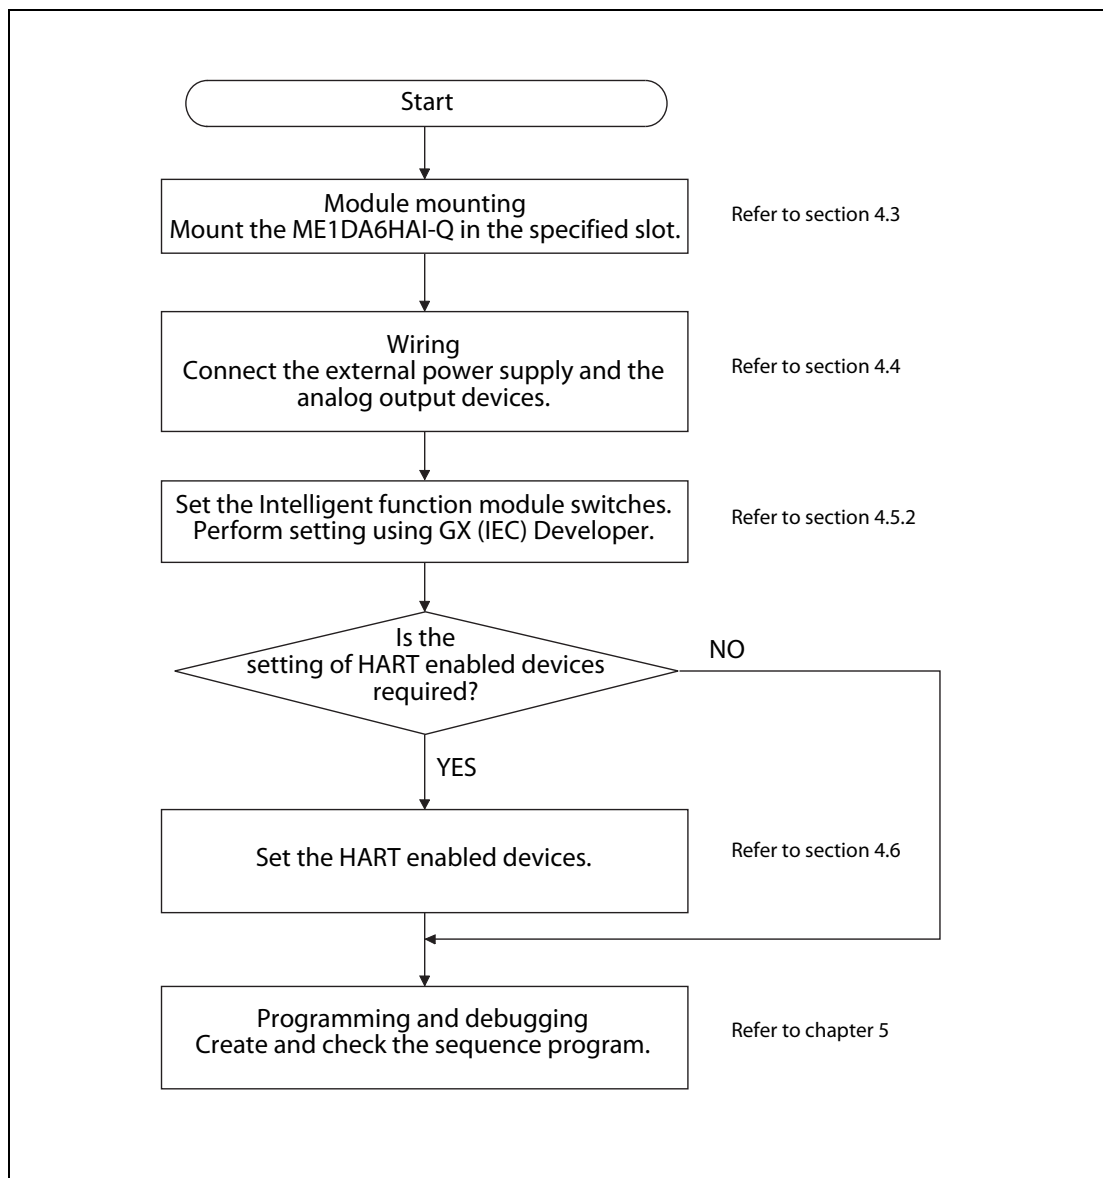 Start
Module mounting
Mount the ME1DA6HAI-Q in the specified slot.
Refer to section 4.3
Wiring
Connect the external power supply and the
analog output devices.
Refer to section 4.4
Set the Intelligent function module switches.
Perform setting using GX (IEC) Developer.
Refer to section 4.5.2
Is the
setting of HART enabled devices
required?
NO
YES
Set the HART enabled devices.
Refer to section 4.6
Programming and debugging
Create and check the sequence program.
Refer to chapter 5